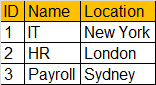 ID Name Location
1 IT New York
2 HR London
3 Payroll Sydney